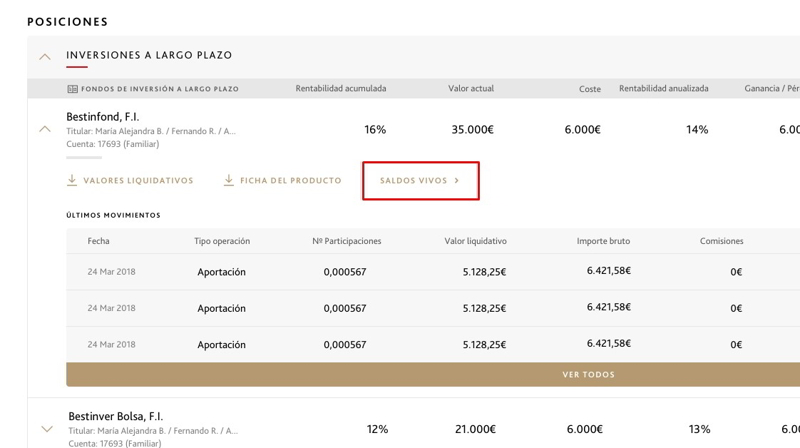 POSICIONES
INVERSIONES A LARGO PLAZO
FONDOS DE INVERSIÓN A LARGO PLAZO Rentabilidad acumulada Valor actual Coste Rentabilidad anualizada Ganancia / Pér
Bestinfond, F.I.
Titular: María Alejandra B. / Fernando R. / A... 16% 35.000€ 6.000€ 14% 6.00
Cuenta: 17693 (Familiar)
VALORES LIQUIDATIVOS FICHA DEL PRODUCTO SALDOS VIVOS >
ÚLTIMOS MOVIMIENTOS
Fecha Tipo operación Nº Participaciones Valor liquidativo Importe bruto Comisiones
24 Mar 2018 Aportación 0,000567 5.128,25€ 6.421,58€ 0€
24 Mar 2018 Aportación 0,000567 5.128,25€ 6.421,58€ 0€
24 Mar 2018 Aportación 0,000567 5.128,25€ 6.421,58€ 0€
VER TODOS
Bestinver Bolsa, F.I.
Titular: María Alejandra B. / Fernando R. / A... 12% 21.000€ 6.000€ 13% 6.00
Cuenta: 17693 (Familiar)